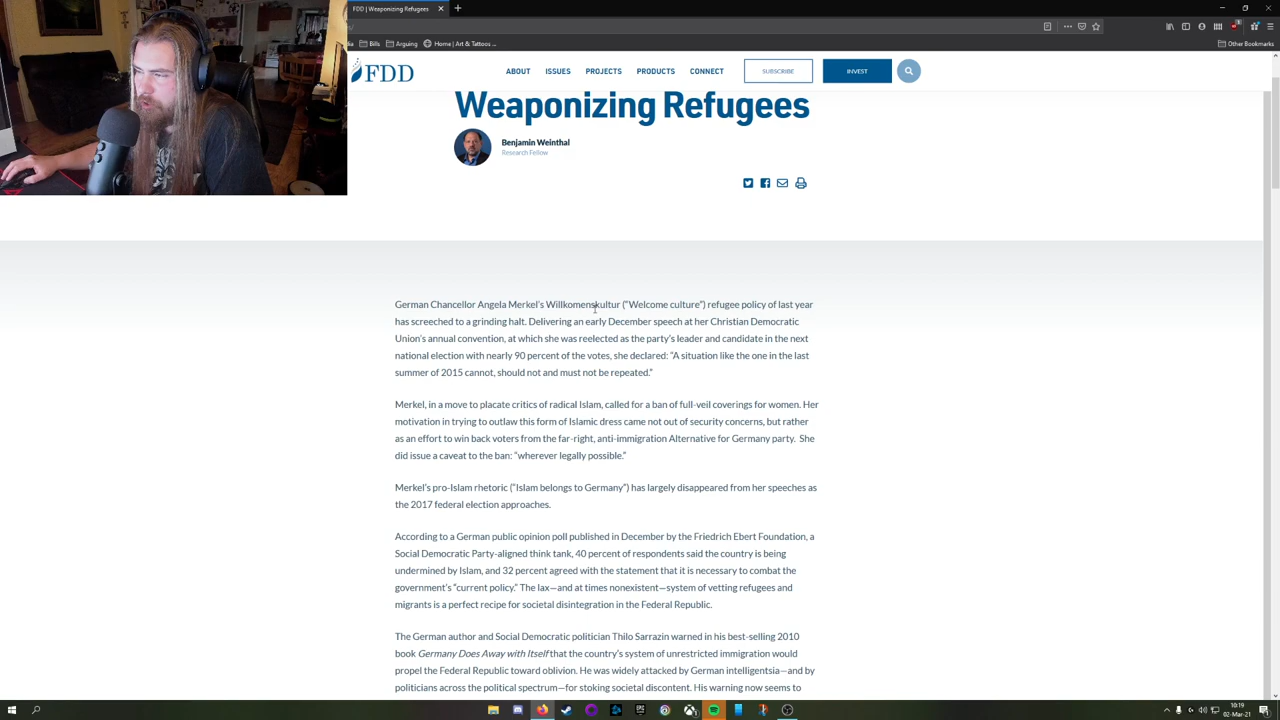 FDD | Weaponizing Refugees
Bills
Arguing
Home | Art & Tattoos ...
Other Bookmarks
FDD
ABOUT
ISSUES
PROJECTS
PRODUCTS
CONNECT
SUBSCRIBE
INVEST
Weaponizing Refugees
Benjamin Weinthal
Research Fellow
German Chancellor Angela Merkel's Willkomenskultur (“Welcome culture”) refugee policy of last year
has screeched to a grinding halt. Delivering an early December speech at her Christian Democratic
Union's annual convention, at which she was reelected as the party's leader and candidate in the next
national election with nearly 90 percent of the votes, she declared: “A situation like the one in the last
summer of 2015 cannot, should not and must not be repeated.”
Merkel, in a move to placate critics of radical Islam, called for a ban of full-veil coverings for women. Her
motivation in trying to outlaw this form of Islamic dress came not out of security concerns, but rather
as an effort to win back voters from the far-right, anti-immigration Alternative for Germany party.  She
did issue a caveat to the ban: “wherever legally possible.”
Merkel's pro-Islam rhetoric (“Islam belongs to Germany”) has largely disappeared from her speeches as
the 2017 federal election approaches.
According to a German public opinion poll published in December by the Friedrich Ebert Foundation, a
Social Democratic Party-aligned think tank, 40 percent of respondents said the country is being
undermined by Islam, and 32 percent agreed with the statement that it is necessary to combat the
government's “current policy.” The lax—and at times nonexistent—system of vetting refugees and
migrants is a perfect recipe for societal disintegration in the Federal Republic.
The German author and Social Democratic politician Thilo Sarrazin warned in his best-selling 2010
book Germany Does Away with Itself that the country's system of unrestricted immigration would
propel the Federal Republic toward oblivion. He was widely attacked by German intelligentsia—and by
politicians across the political spectrum—for stoking societal discontent. His warning now seems to
10:19
02-Mar-21